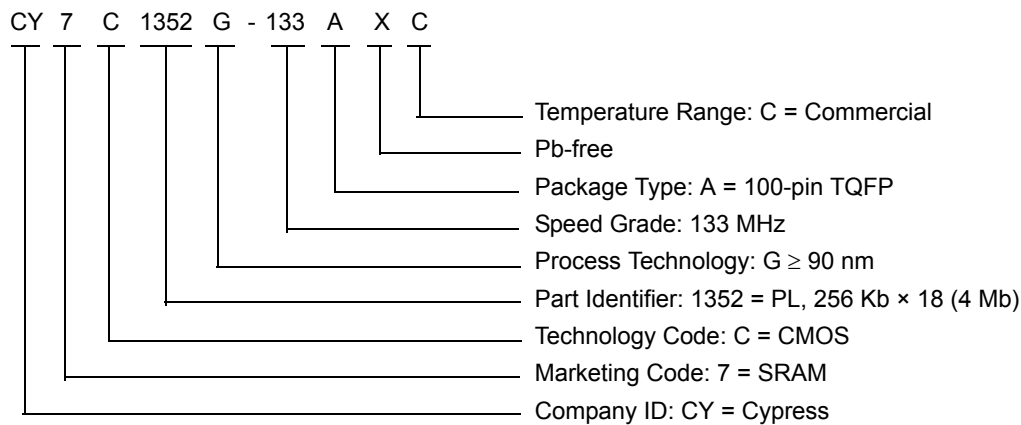 CY 7 C 1352 G - 133 A X C
Temperature Range: C = Commercial
Pb-free
Package Type: A = 100-pin TQFP
Speed Grade: 133 MHz
Process Technology: G ≥ 90 nm
Part Identifier: 1352 = PL, 256 Kb × 18 (4 Mb)
Technology Code: C = CMOS
Marketing Code: 7 = SRAM
Company ID: CY = Cypress